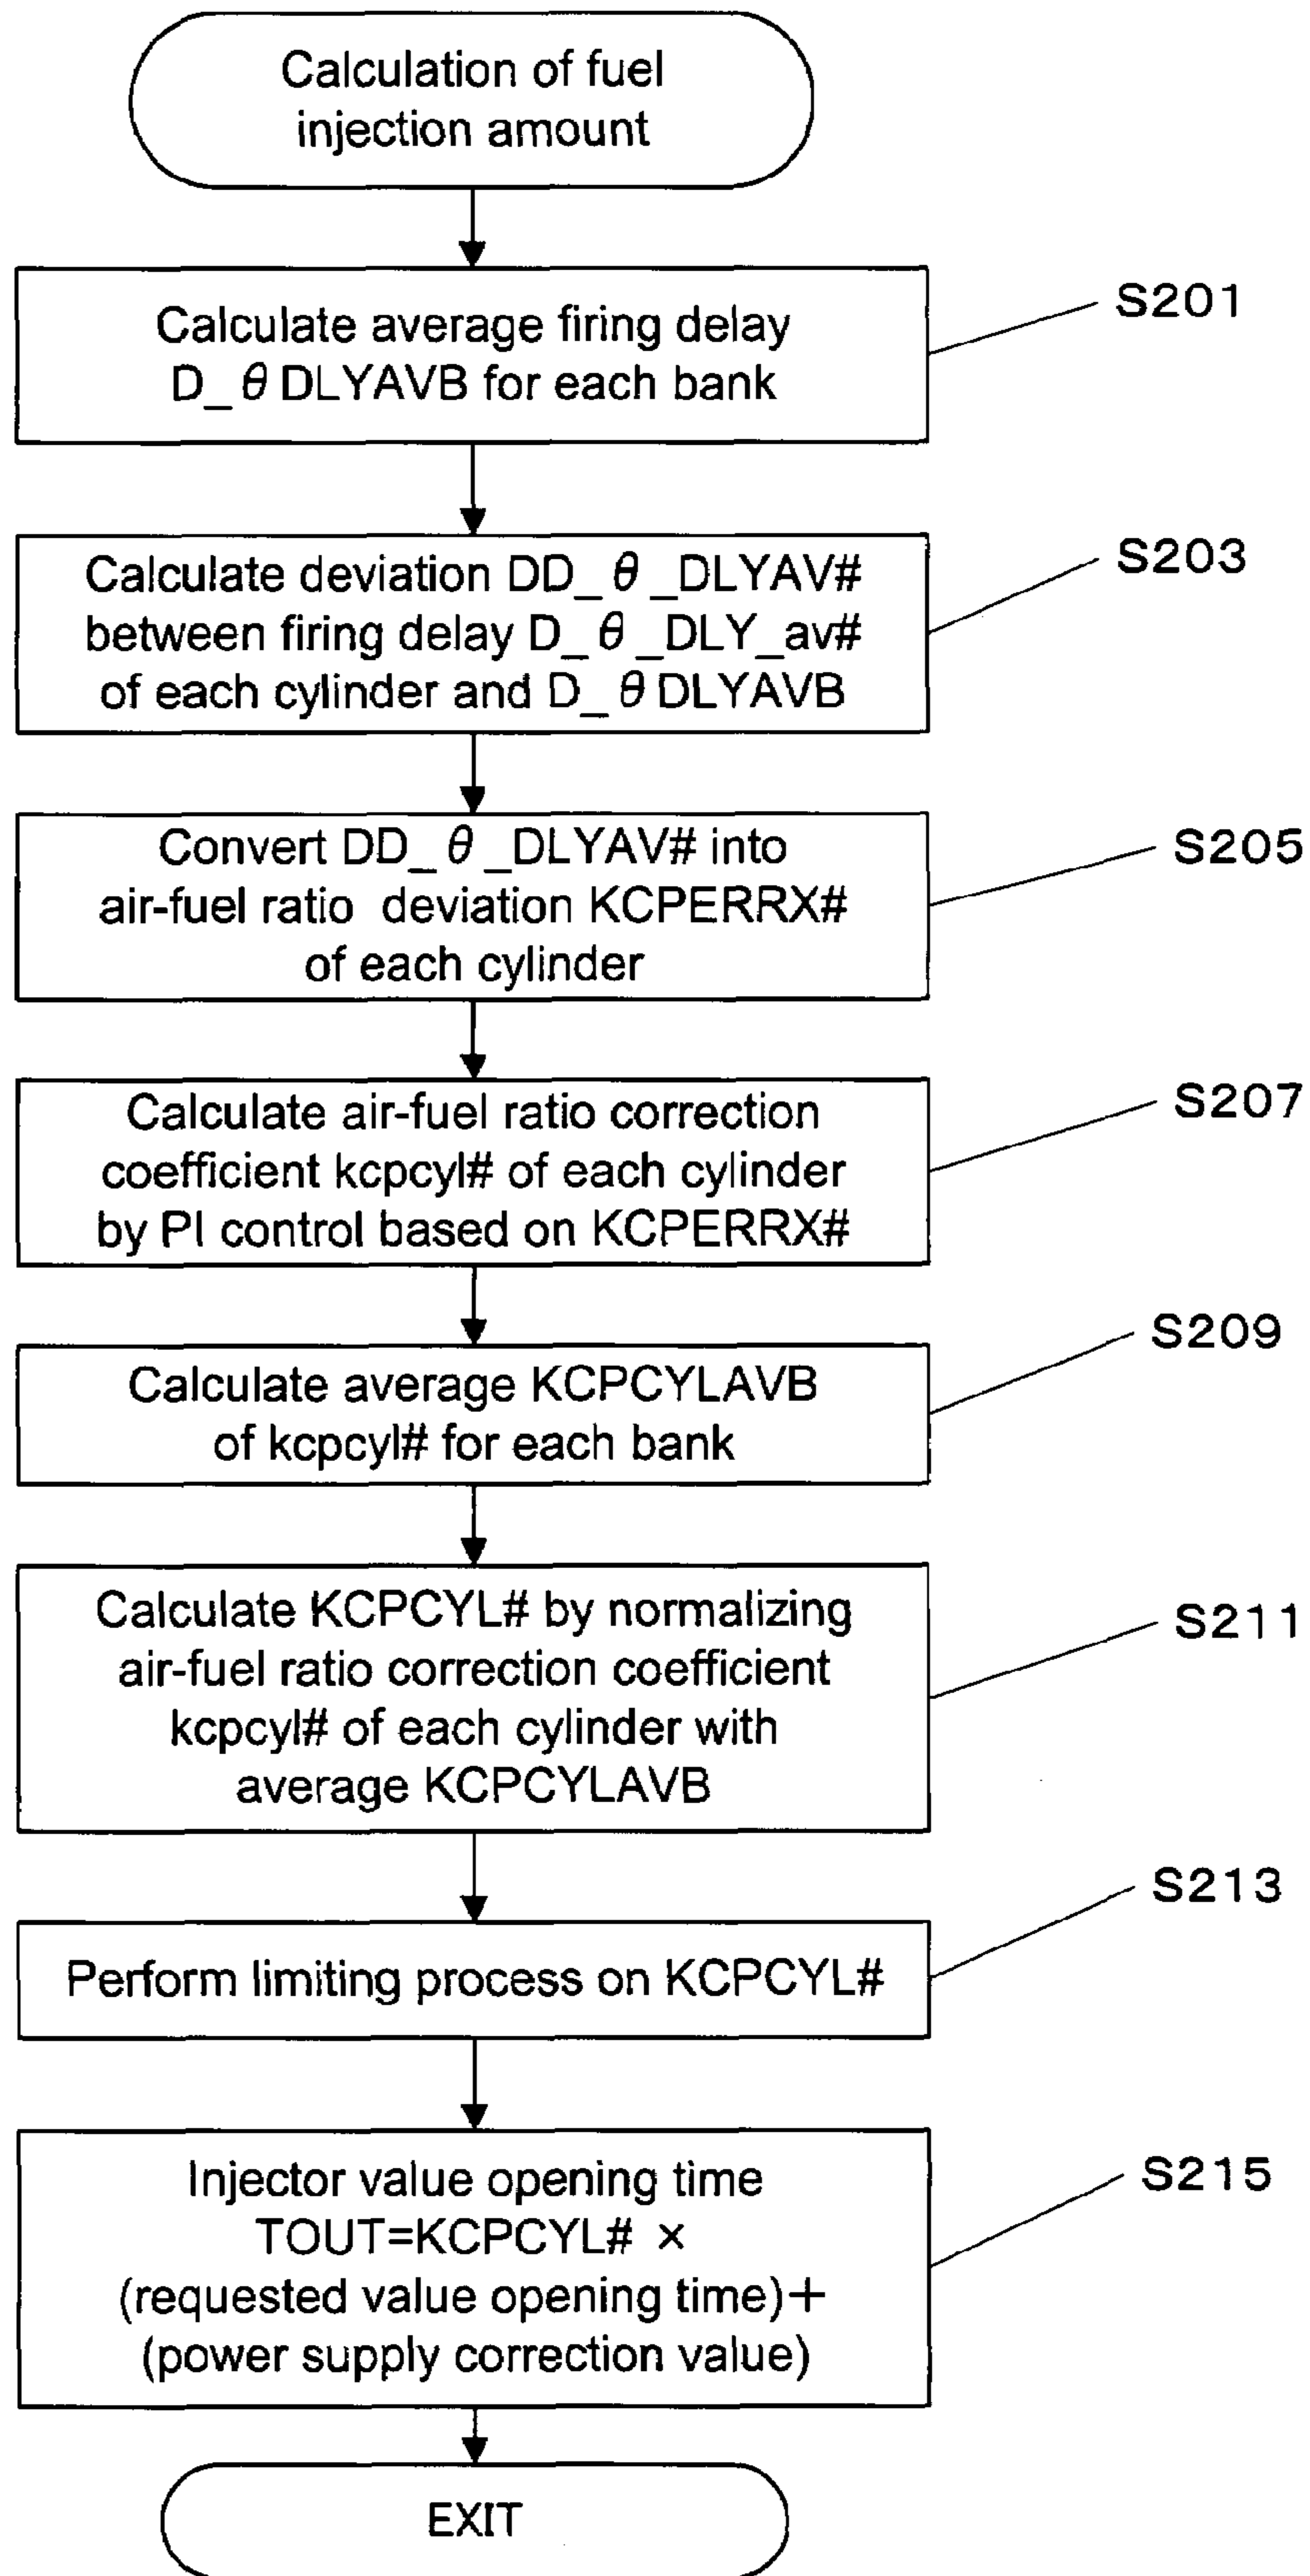 Calculation of fuel
injection amount
Calculate average firing delay
D_θDLYAVB for each bank
S201
Calculate deviation DD_θ_DLYAV#
between firing delay D_θ_DLY_av#
of each cylinder and D_θDLYAVB
S203
Convert DD_θ_DLYAV# into
air-fuel ratio deviation KCPERRX#
of each cylinder
S205
Calculate air-fuel ratio correction
coefficient kcpcyl# of each cylinder
by PI control based on KCPERRX#
S207
Calculate average KCPCYLAVB
of kcpcyl# for each bank
S209
Calculate KCPCYL# by normalizing
air-fuel ratio correction coefficient
kcpcyl# of each cylinder with
average KCPCYLAVB
S211
Perform limiting process on KCPCYL#
S213
Injector value opening time
TOUT=KCPCYL# ×
(requested value opening time)+
(power supply correction value)
S215
EXIT